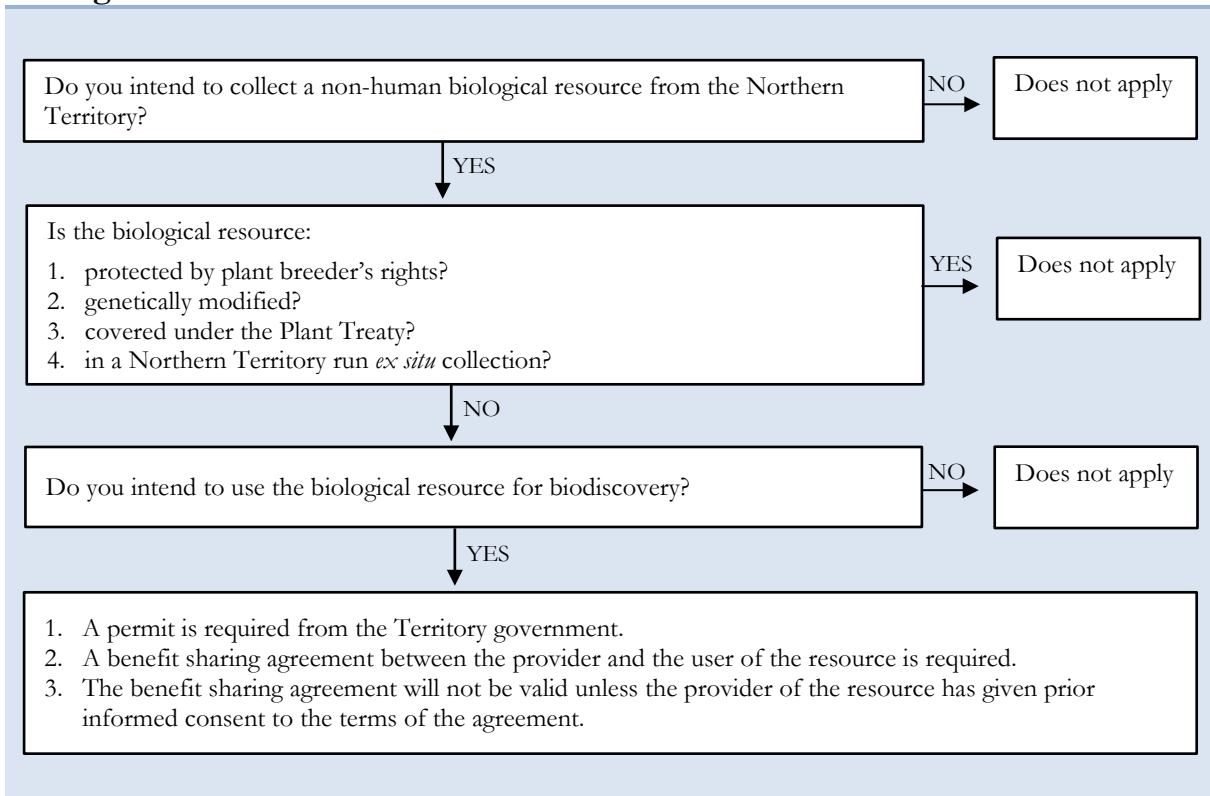 Do you intend to collect a non-human biological resource from the Northern
Territory?
NO
Does not apply
YES
Is the biological resource:
1. protected by plant breeder’s rights?
2. genetically modified?
3. covered under the Plant Treaty?
4. in a Northern Territory run ex situ collection?
YES
Does not apply
NO
Do you intend to use the biological resource for biodiscovery?
NO
Does not apply
YES
1. A permit is required from the Territory government.
2. A benefit sharing agreement between the provider and the user of the resource is required.
3. The benefit sharing agreement will not be valid unless the provider of the resource has given prior
informed consent to the terms of the agreement.